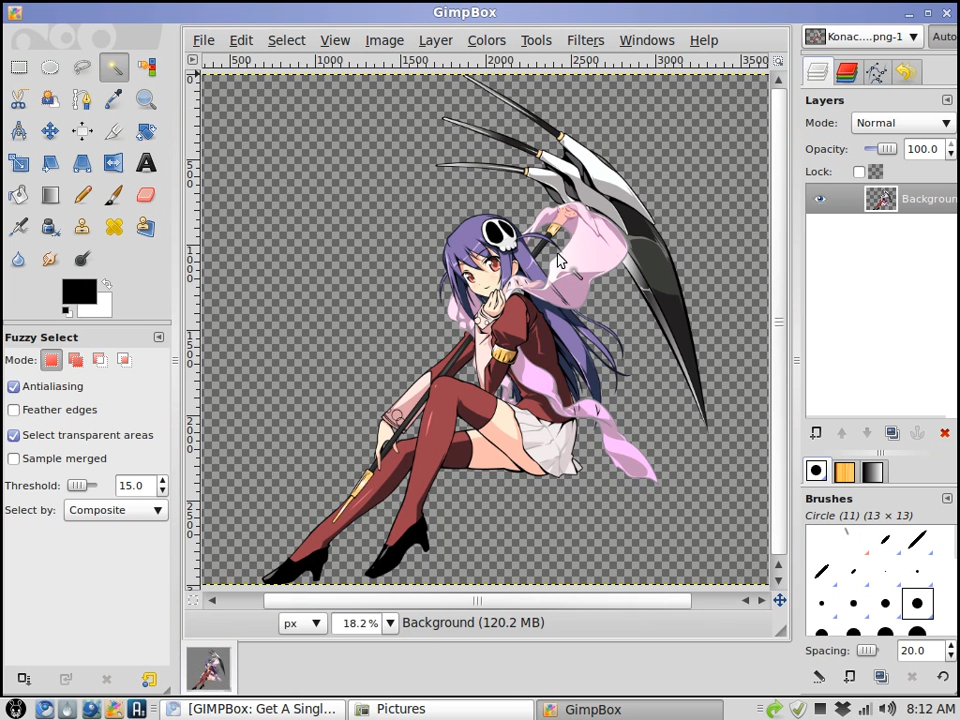 GimpBox
File Edit Select View Image Layer Colors Tools Filters Windows Help
Konac....png-1
Auto
500 1000 1500 2000 2500 3000 3500
Layers
Mode: Normal
Opacity: 100.0
Lock:
Backgroun
Fuzzy Select
Mode:
Antialiasing
Feather edges
Select transparent areas
Sample merged
Threshold: 15.0
Select by: Composite
Brushes
Circle (11) (13 × 13)
Spacing: 20.0
px 18.2% Background (120.2 MB)
[GIMPBox: Get A Singl... Pictures GimpBox 8:12 AM